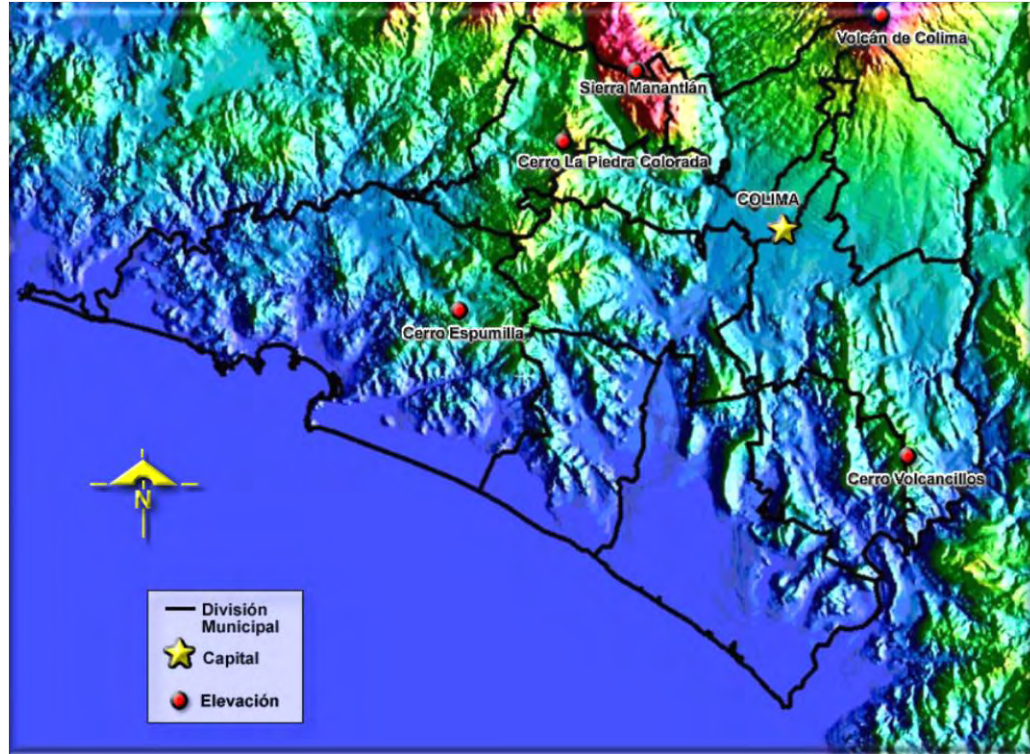 Volcán de Colima
Sierra Manantlán
Cerro La Piedra Colorada
COLIMA
Cerro Espumilla
Cerro Volcancillos
N
División
Municipal
Capital
Elevación